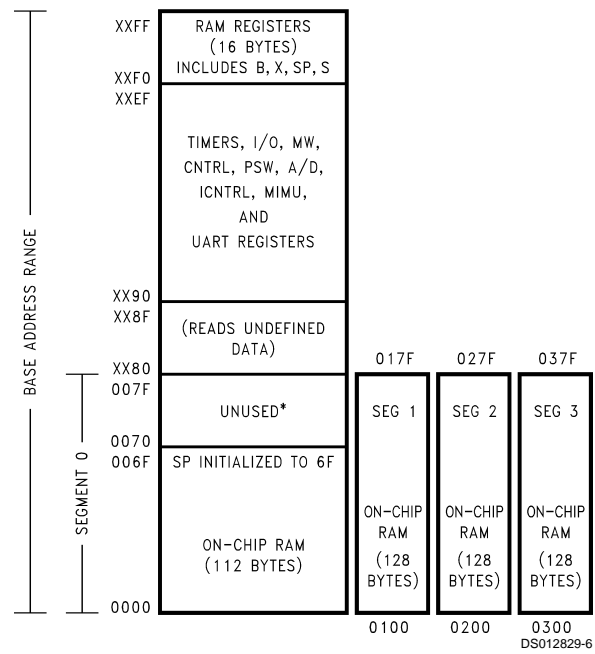 XXFF
RAM REGISTERS
(16 BYTES)
INCLUDES B, X, SP, S
XXF0
XXEF
TIMERS, I/O, MW,
CNTRL, PSW, A/D,
ICNTRL, MIMU,
AND
UART REGISTERS
BASE ADDRESS RANGE
XX90
XX8F
(READS UNDEFINED
DATA)
XX80
017F 027F 037F
007F
UNUSED*
SEG 1 SEG 2 SEG 3
0070
006F
SP INITIALIZED TO 6F
SEGMENT 0
ON-CHIP RAM
(112 BYTES)
ON-CHIP
RAM
(128
BYTES)
ON-CHIP
RAM
(128
BYTES)
ON-CHIP
RAM
(128
BYTES)
0000
0100 0200 0300
DS012829-6